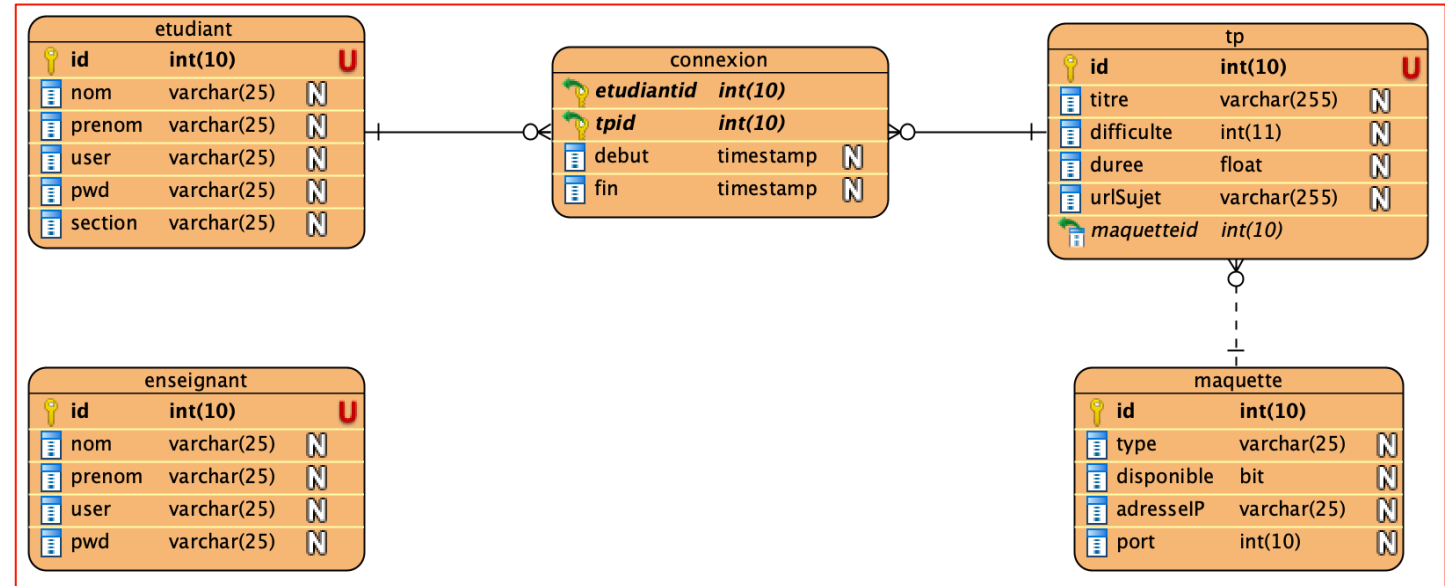 etudiant
id int(10) U
nom varchar(25) N
prenom varchar(25) N
user varchar(25) N
pwd varchar(25) N
section varchar(25) N
connexion
etudiantid int(10)
tpid int(10)
debut timestamp N
fin timestamp N
tp
id int(10) U
titre varchar(255) N
difficulte int(11) N
duree float N
urlSujet varchar(255) N
maquetteid int(10)
enseignant
id int(10) U
nom varchar(25) N
prenom varchar(25) N
user varchar(25) N
pwd varchar(25) N
maquette
id int(10)
type varchar(25) N
disponible bit N
adresseIP varchar(25) N
port int(10) N